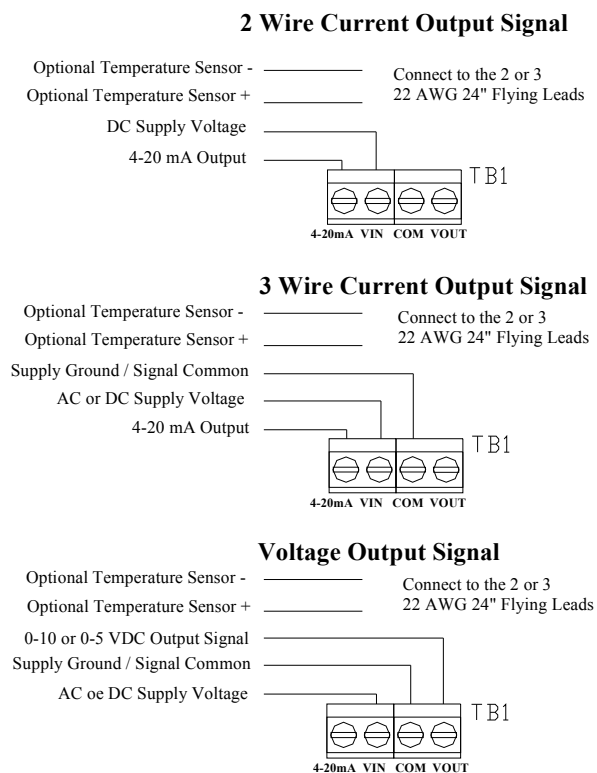 2 Wire Current Output Signal
Optional Temperature Sensor -
Connect to the 2 or 3
Optional Temperature Sensor +
22 AWG 24" Flying Leads
DC Supply Voltage
4-20 mA Output
TB1
4-20mA VIN COM VOUT
3 Wire Current Output Signal
Optional Temperature Sensor -
Connect to the 2 or 3
Optional Temperature Sensor +
22 AWG 24" Flying Leads
Supply Ground / Signal Common
AC or DC Supply Voltage
4-20 mA Output
TB1
4-20mA VIN COM VOUT
Voltage Output Signal
Optional Temperature Sensor -
Connect to the 2 or 3
Optional Temperature Sensor +
22 AWG 24" Flying Leads
0-10 or 0-5 VDC Output Signal
Supply Ground / Signal Common
AC oe DC Supply Voltage
TB1
4-20mA VIN COM VOUT